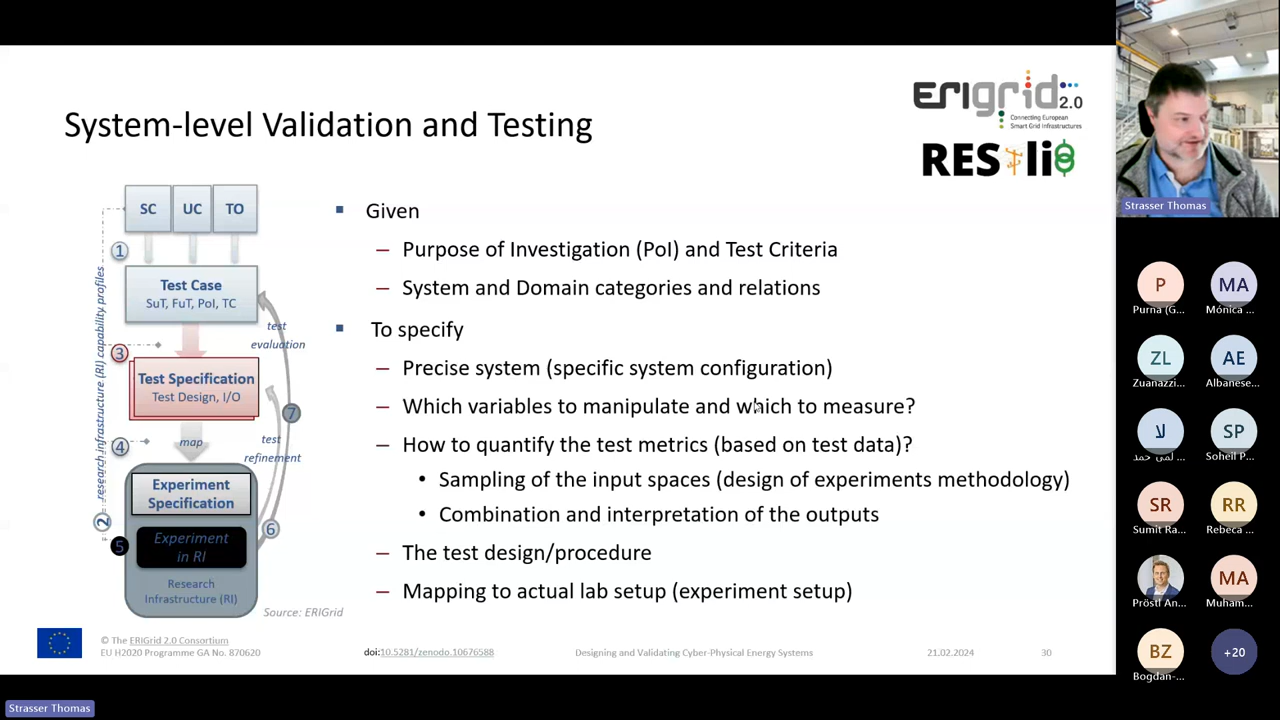 System-level Validation and Testing
ERIgrid 2.0
Connecting European
Smart Grid Infrastructures
RESili8
SC UC TO
1
Test Case
SuT, FuT, PoI, TC
research infrastructure (RI) capability profiles
test
evaluation
3
Test Specification
Test Design, I/O
7
4
map
test
refinement
Experiment
Specification
2
6
5
Experiment
in RI
Research
Infrastructure (RI)
Source: ERIGrid
Given
– Purpose of Investigation (PoI) and Test Criteria
– System and Domain categories and relations
To specify
– Precise system (specific system configuration)
– Which variables to manipulate and which to measure?
– How to quantify the test metrics (based on test data)?
• Sampling of the input spaces (design of experiments methodology)
• Combination and interpretation of the outputs
– The test design/procedure
– Mapping to actual lab setup (experiment setup)
© The ERIGrid 2.0 Consortium
EU H2020 Programme GA No. 870620
doi:10.5281/zenodo.10676588
Designing and Validating Cyber-Physical Energy Systems
21.02.2024
30
Strasser Thomas
Strasser Thomas
P MA
Purna (G... Mónica ...
ZL AE
Zuanazzi... Albanese...
لا SP
لمى حمد ... Soheil P...
SR RR
Sumit Ra... Rebeca ...
MA
Pröstl An... Muham...
BZ +20
Bogdan-...